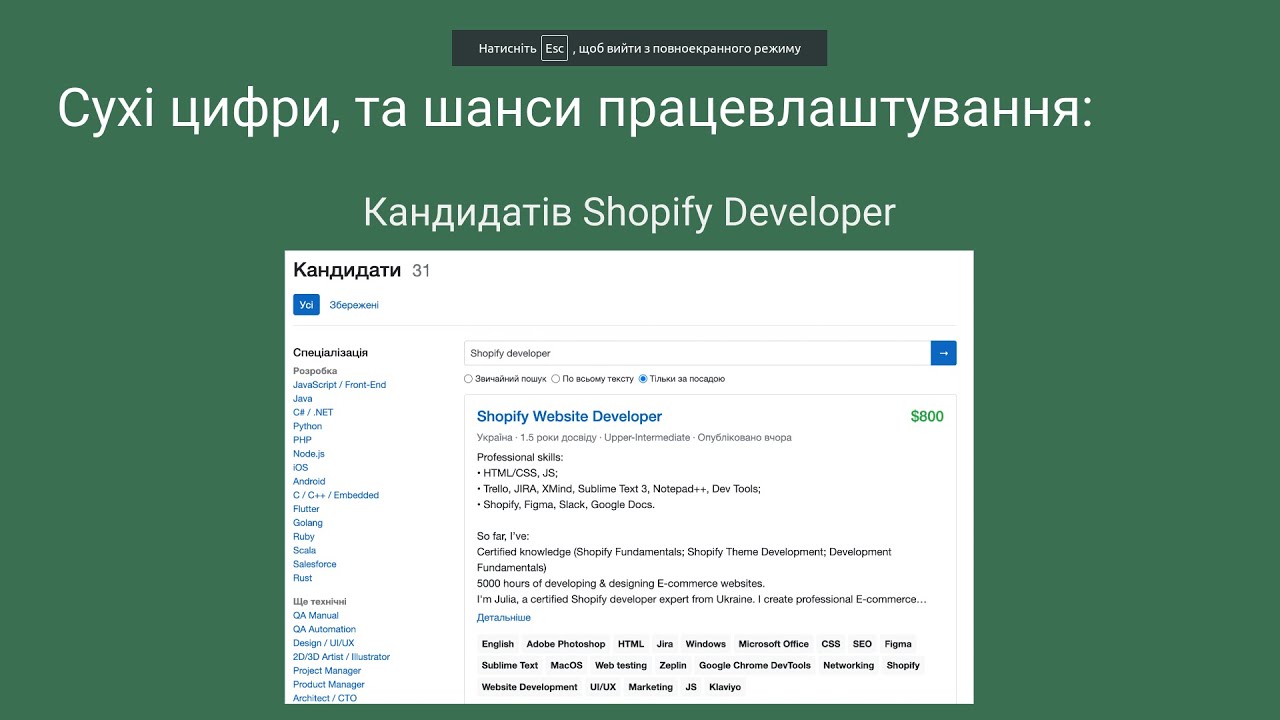 Натисніть Esc , щоб вийти з повноекранного режиму
Сухі цифри, та шанси працевлаштування:
Кандидатів Shopify Developer
Кандидати 31
Усі Збережені
Спеціалізація
Розробка
JavaScript / Front-End
Java
C# / .NET
Python
PHP
Node.js
iOS
Android
C / C++ / Embedded
Flutter
Golang
Ruby
Scala
Salesforce
Rust
Ще технічні
QA Manual
QA Automation
Design / UI/UX
2D/3D Artist / Illustrator
Project Manager
Product Manager
Architect / CTO
Shopify developer →
Звичайний пошук По всьому тексту Тільки за посадою
Shopify Website Developer $800
Україна · 1.5 роки досвіду · Upper-Intermediate · Опубліковано вчора
Professional skills:
• HTML/CSS, JS;
• Trello, JIRA, XMind, Sublime Text 3, Notepad++, Dev Tools;
• Shopify, Figma, Slack, Google Docs.
So far, I've:
Certified knowledge (Shopify Fundamentals; Shopify Theme Development; Development
Fundamentals)
5000 hours of developing & designing E-commerce websites.
I'm Julia, a certified Shopify developer expert from Ukraine. I create professional E-commerce…
Детальніше
English Adobe Photoshop HTML Jira Windows Microsoft Office CSS SEO Figma
Sublime Text MacOS Web testing Zeplin Google Chrome DevTools Networking Shopify
Website Development UI/UX Marketing JS Klaviyo